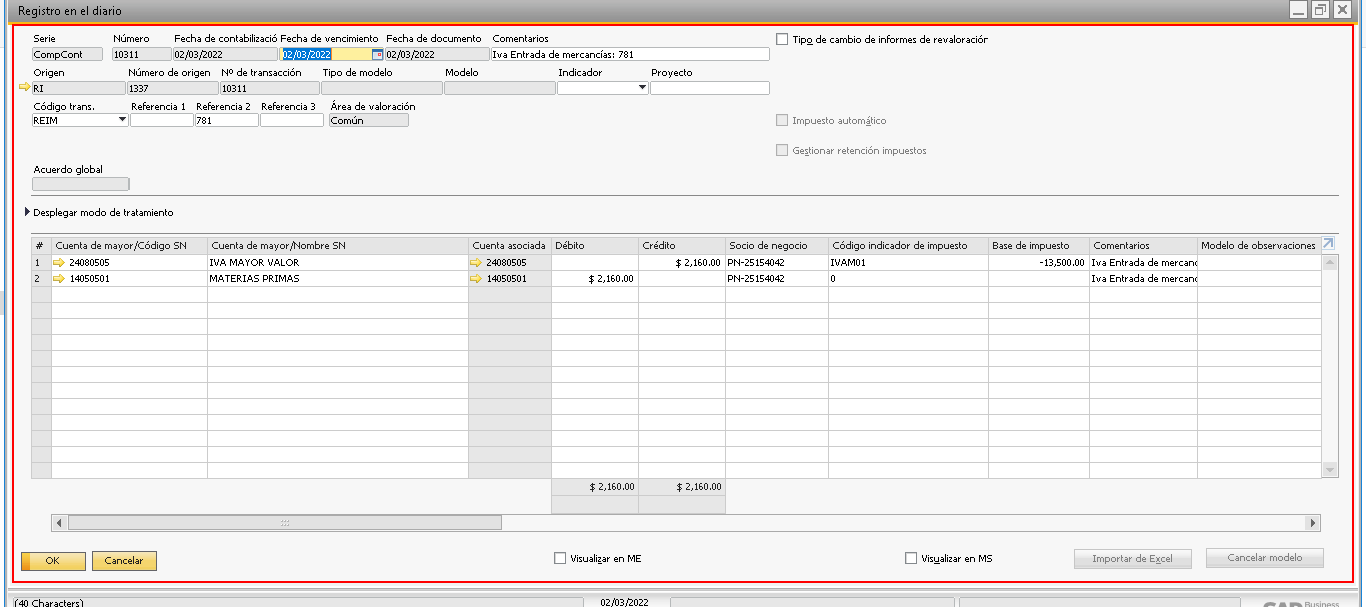 Registro en el diario
Serie Número Fecha de contabilizació Fecha de vencimiento Fecha de documento Comentarios
CompCont 10311 02/03/2022 02/03/2022 02/03/2022 Iva Entrada de mercancías: 781
Tipo de cambio de informes de revaloración
Origen Número de origen Nº de transacción Tipo de modelo Modelo Indicador Proyecto
RI 1337 10311
Código trans. Referencia 1 Referencia 2 Referencia 3 Área de valoración
REIM 781 Común
Impuesto automático
Gestionar retención impuestos
Acuerdo global
Desplegar modo de tratamiento
# Cuenta de mayor/Código SN Cuenta de mayor/Nombre SN Cuenta asociada Débito Crédito Socio de negocio Código indicador de impuesto Base de impuesto Comentarios Modelo de observaciones
1 24080505 IVA MAYOR VALOR 24080505 $ 2,160.00 PN-25154042 IVAM01 -13,500.00 Iva Entrada de mercanc
2 14050501 MATERIAS PRIMAS 14050501 $ 2,160.00 PN-25154042 0 Iva Entrada de mercanc
$ 2,160.00 $ 2,160.00
OK Cancelar Visualizar en ME Visualizar en MS Importar de Excel Cancelar modelo
(40 Characters) 02/03/2022 Business